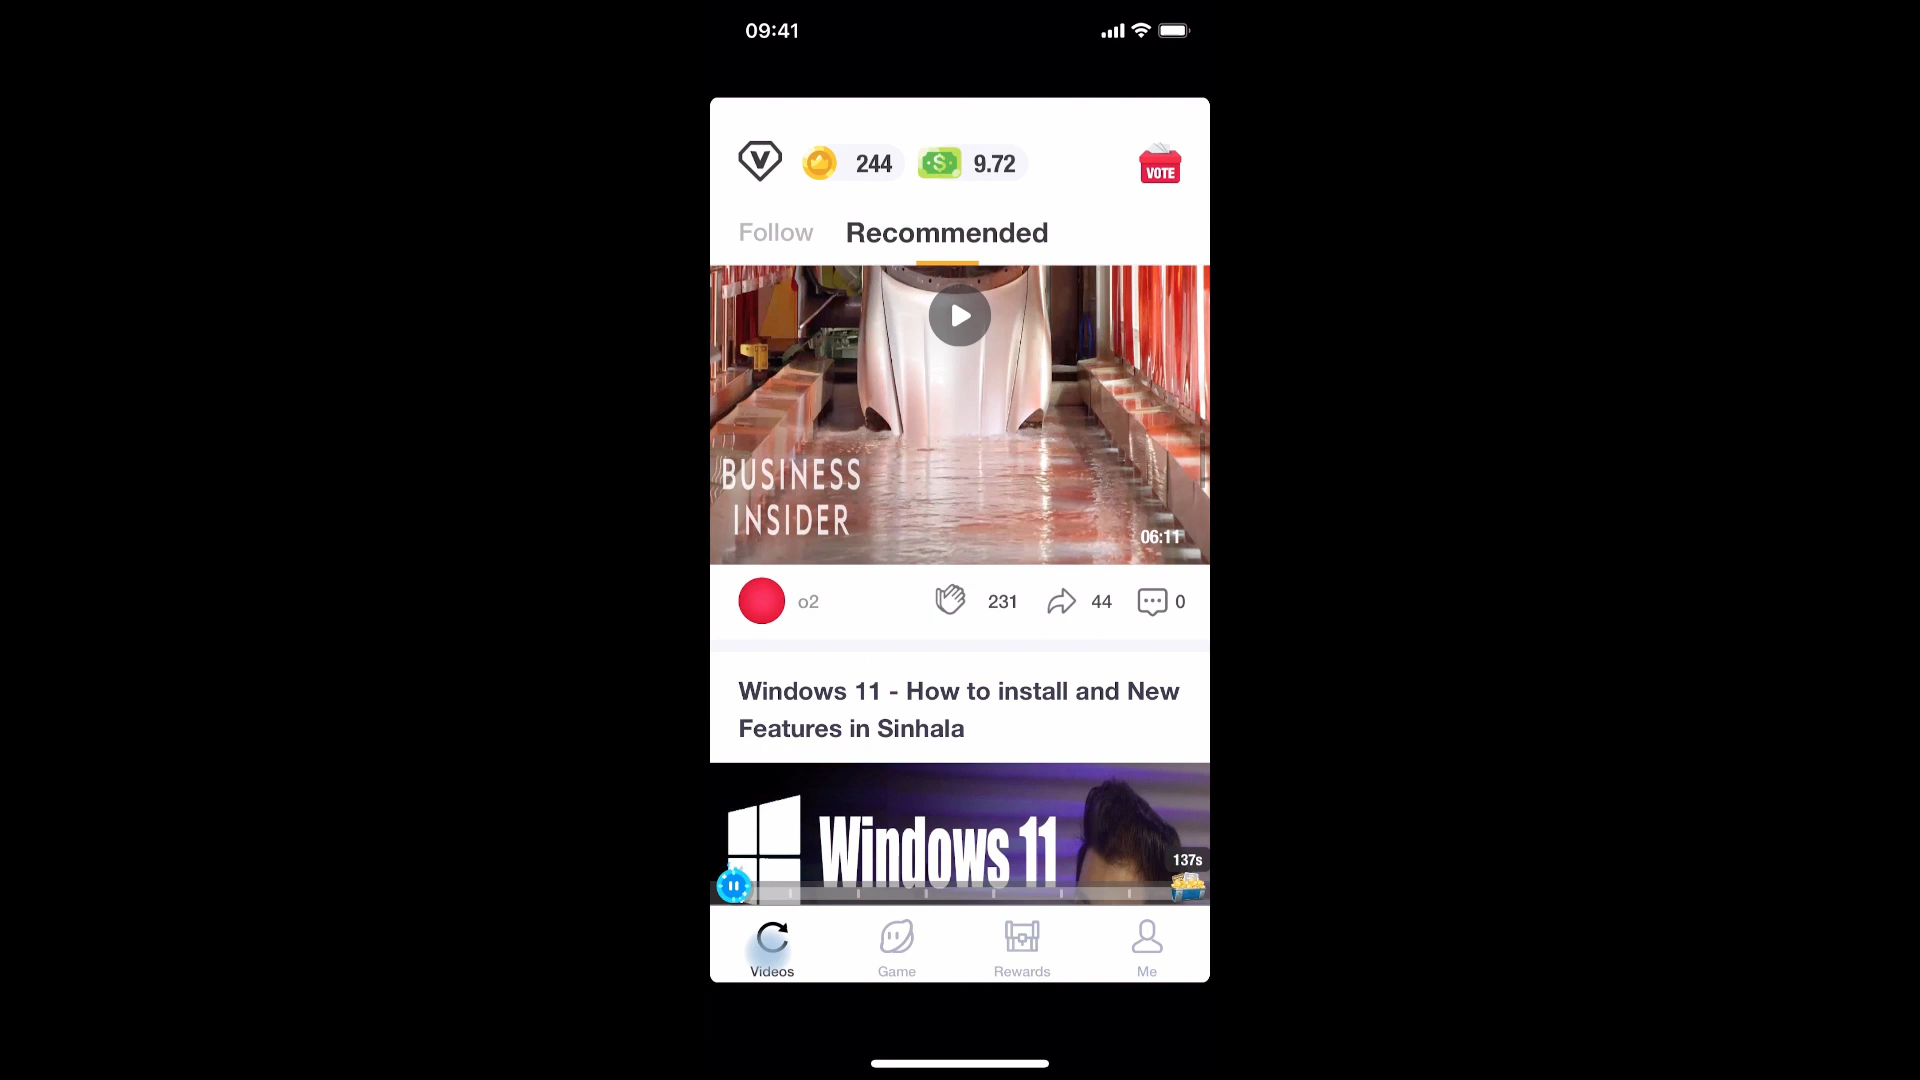 09:41
V 244 9.72 VOTE
Follow Recommended
BUSINESS
INSIDER
06:11
o2 231 44 0
Windows 11 - How to install and New
Features in Sinhala
Windows 11
137s
Videos Game Rewards Me